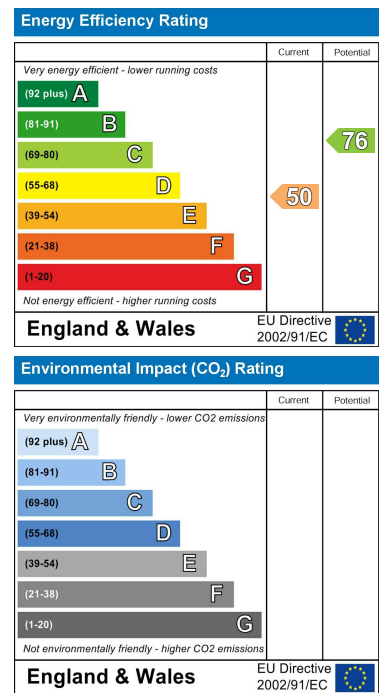 Energy Efficiency Rating
Current Potential
Very energy efficient - lower running costs
(92 plus) A
(81-91) B
(69-80) C
(55-68) D
(39-54) E
(21-38) F
(1-20) G
76
50
Not energy efficient - higher running costs
England & Wales
EU Directive
2002/91/EC
Environmental Impact (CO₂) Rating
Current Potential
Very environmentally friendly - lower CO2 emissions
(92 plus) A
(81-91) B
(69-80) C
(55-68) D
(39-54) E
(21-38) F
(1-20) G
Not environmentally friendly - higher CO2 emissions
England & Wales
EU Directive
2002/91/EC